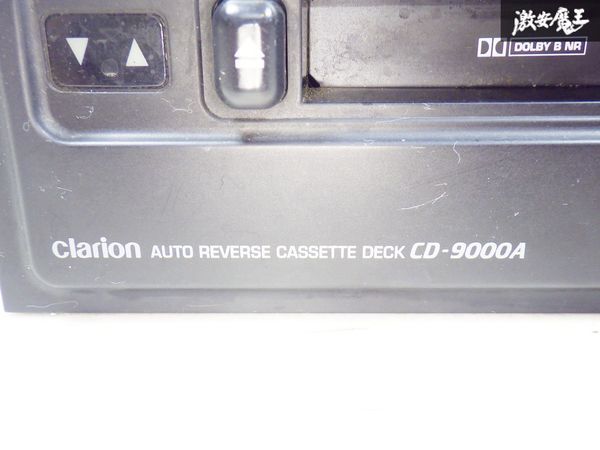 激安魔王
DOLBY B NR
clarion AUTO REVERSE CASSETTE DECK CD-9000A